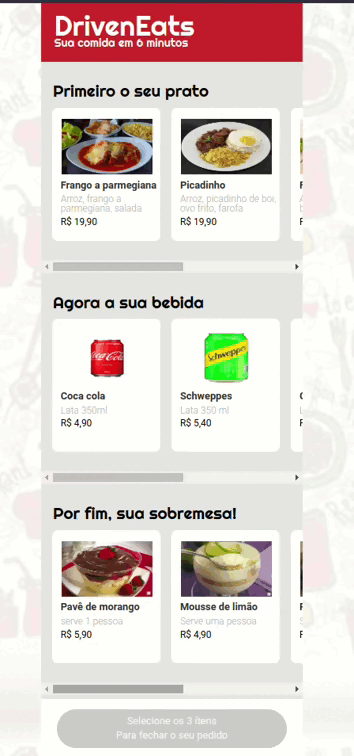 DrivenEats
Sua comida em 6 minutos
Primeiro o seu prato
Frango a parmegiana
Arroz, frango a
parmegiana, salada
R$ 19,90
Picadinho
Arroz, picadinho de boi,
ovo frito, farofa
R$ 19,90
Agora a sua bebida
Coca cola
Lata 350ml
R$ 4,90
Schweppes
Schweppes
Lata 350 ml
R$ 5,40
Por fim, sua sobremesa!
Pavê de morango
serve 1 pessoa
R$ 5,90
Mousse de limão
Serve uma pessoa
R$ 4,90
Selecione os 3 ítens
Para fechar o seu pedido